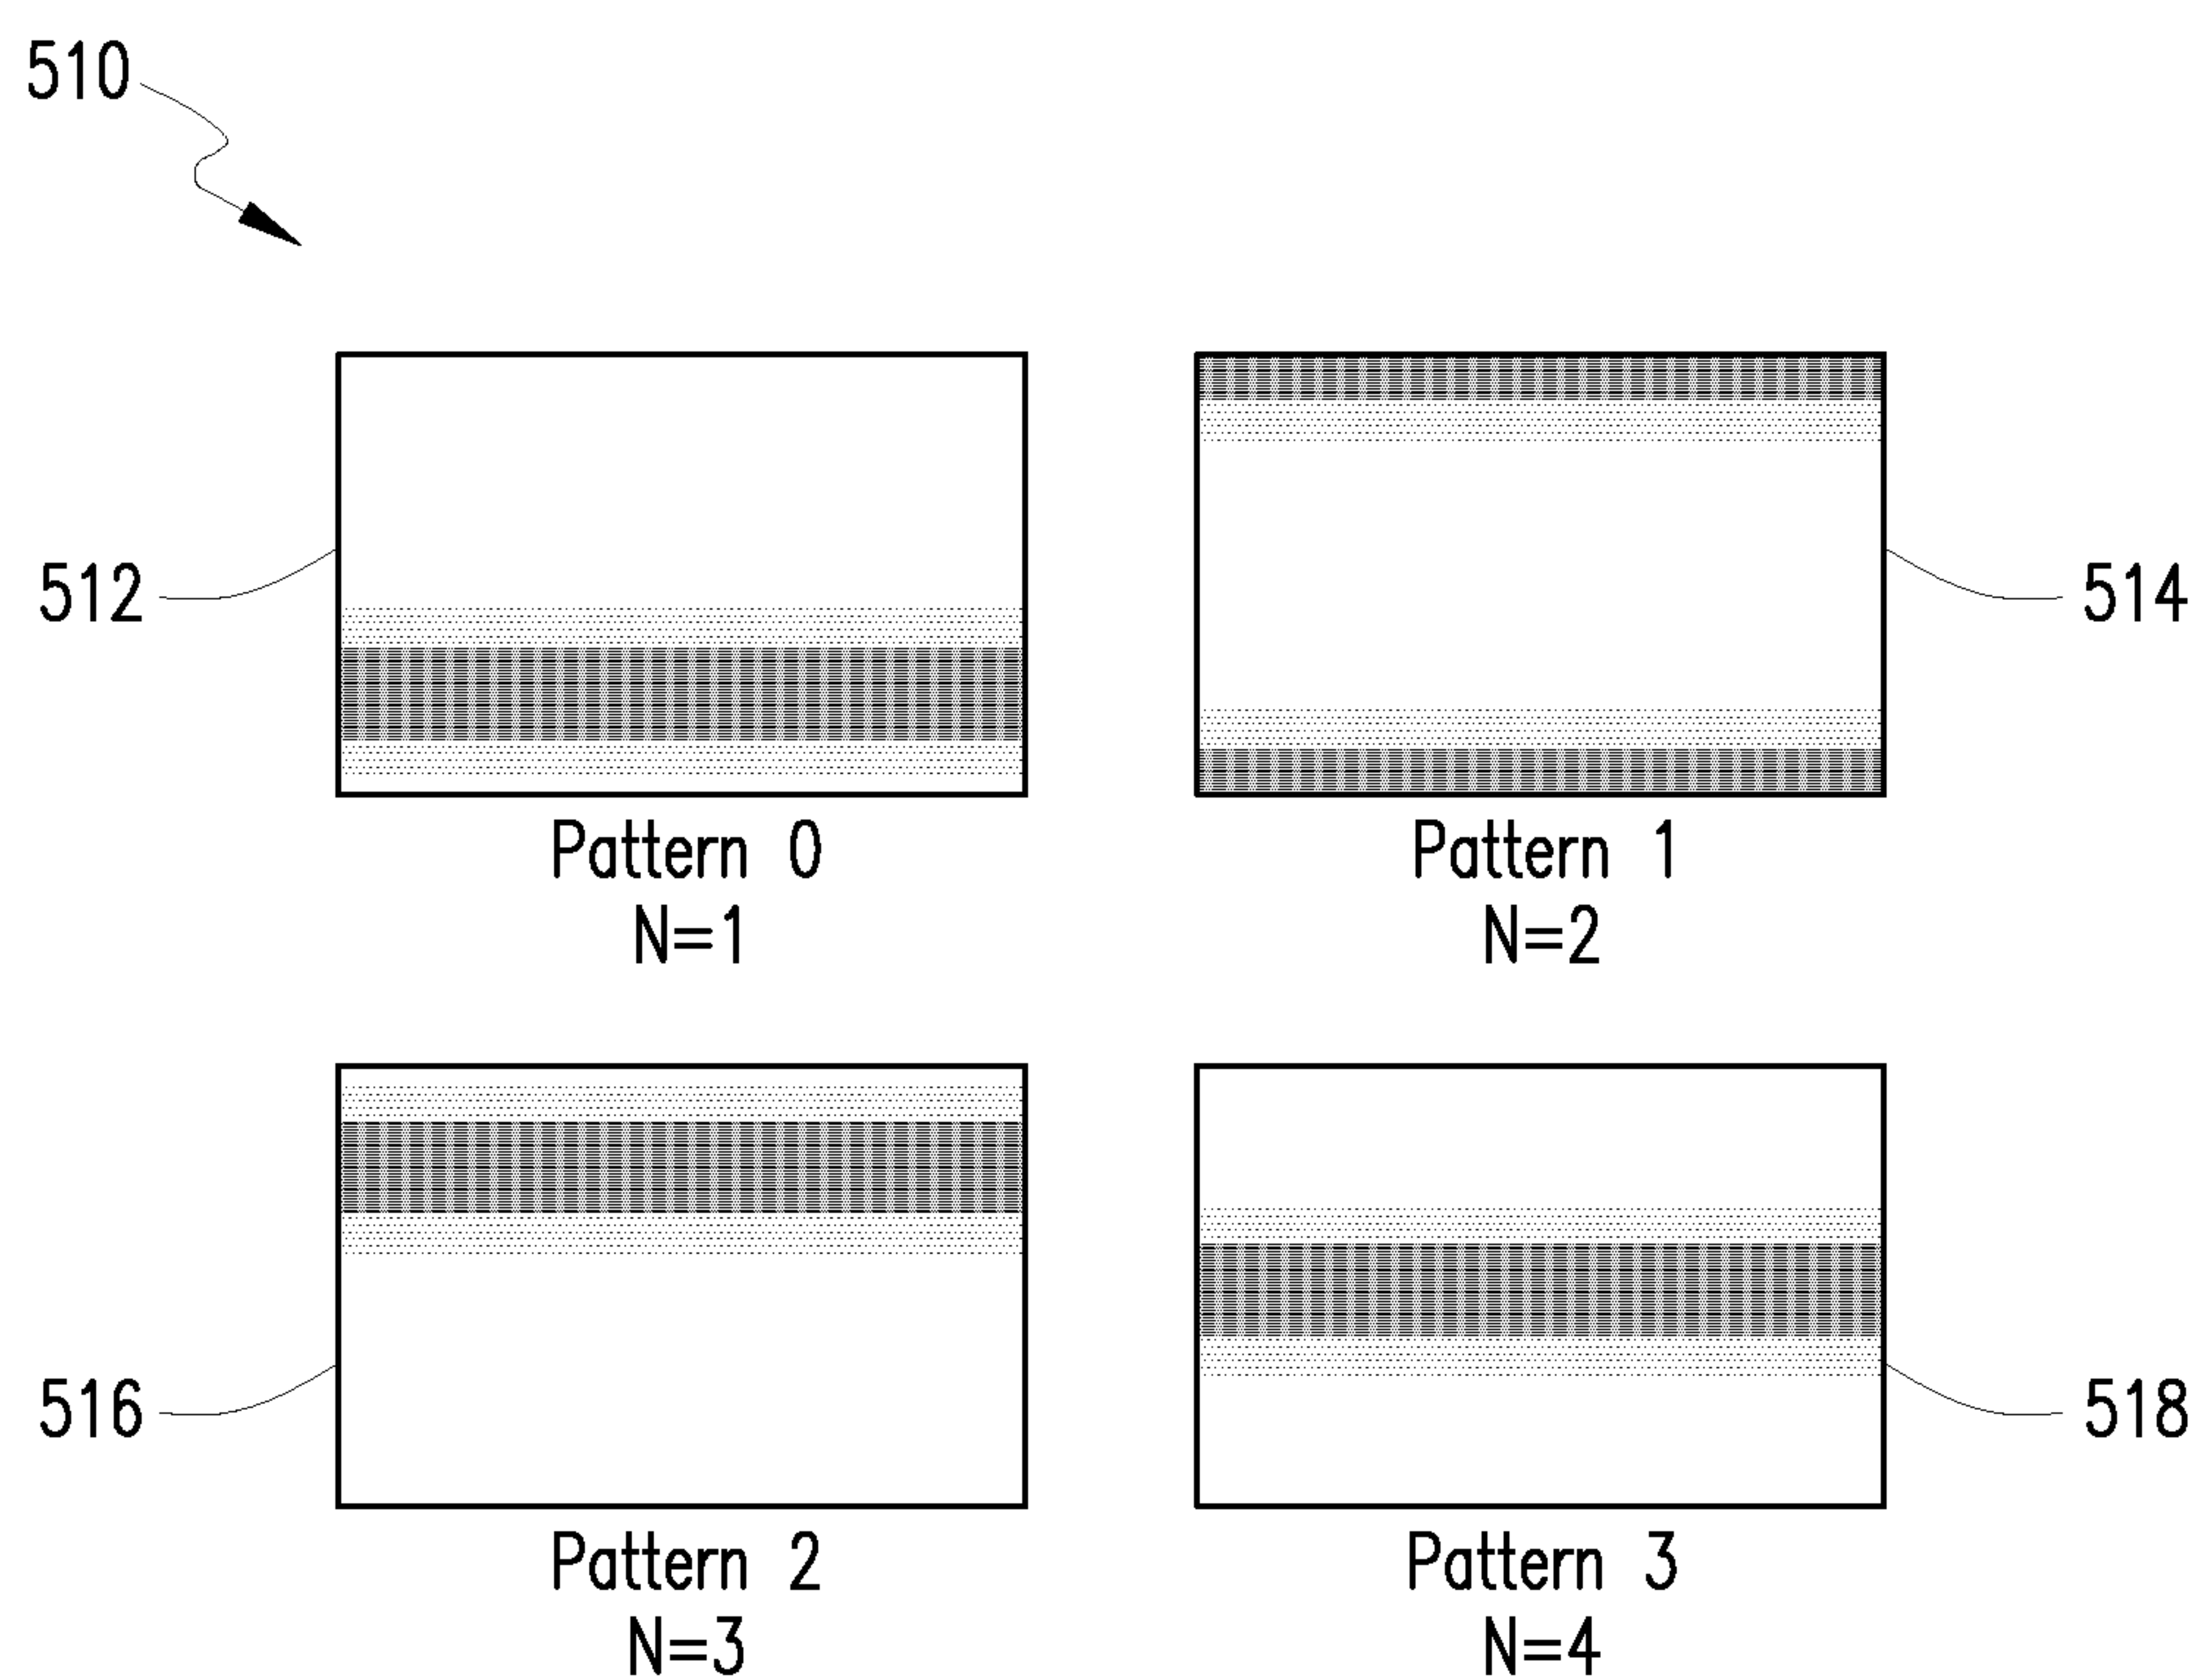 510
512
514
Pattern 0
N=1
Pattern 1
N=2
516
518
Pattern 2
N=3
Pattern 3
N=4